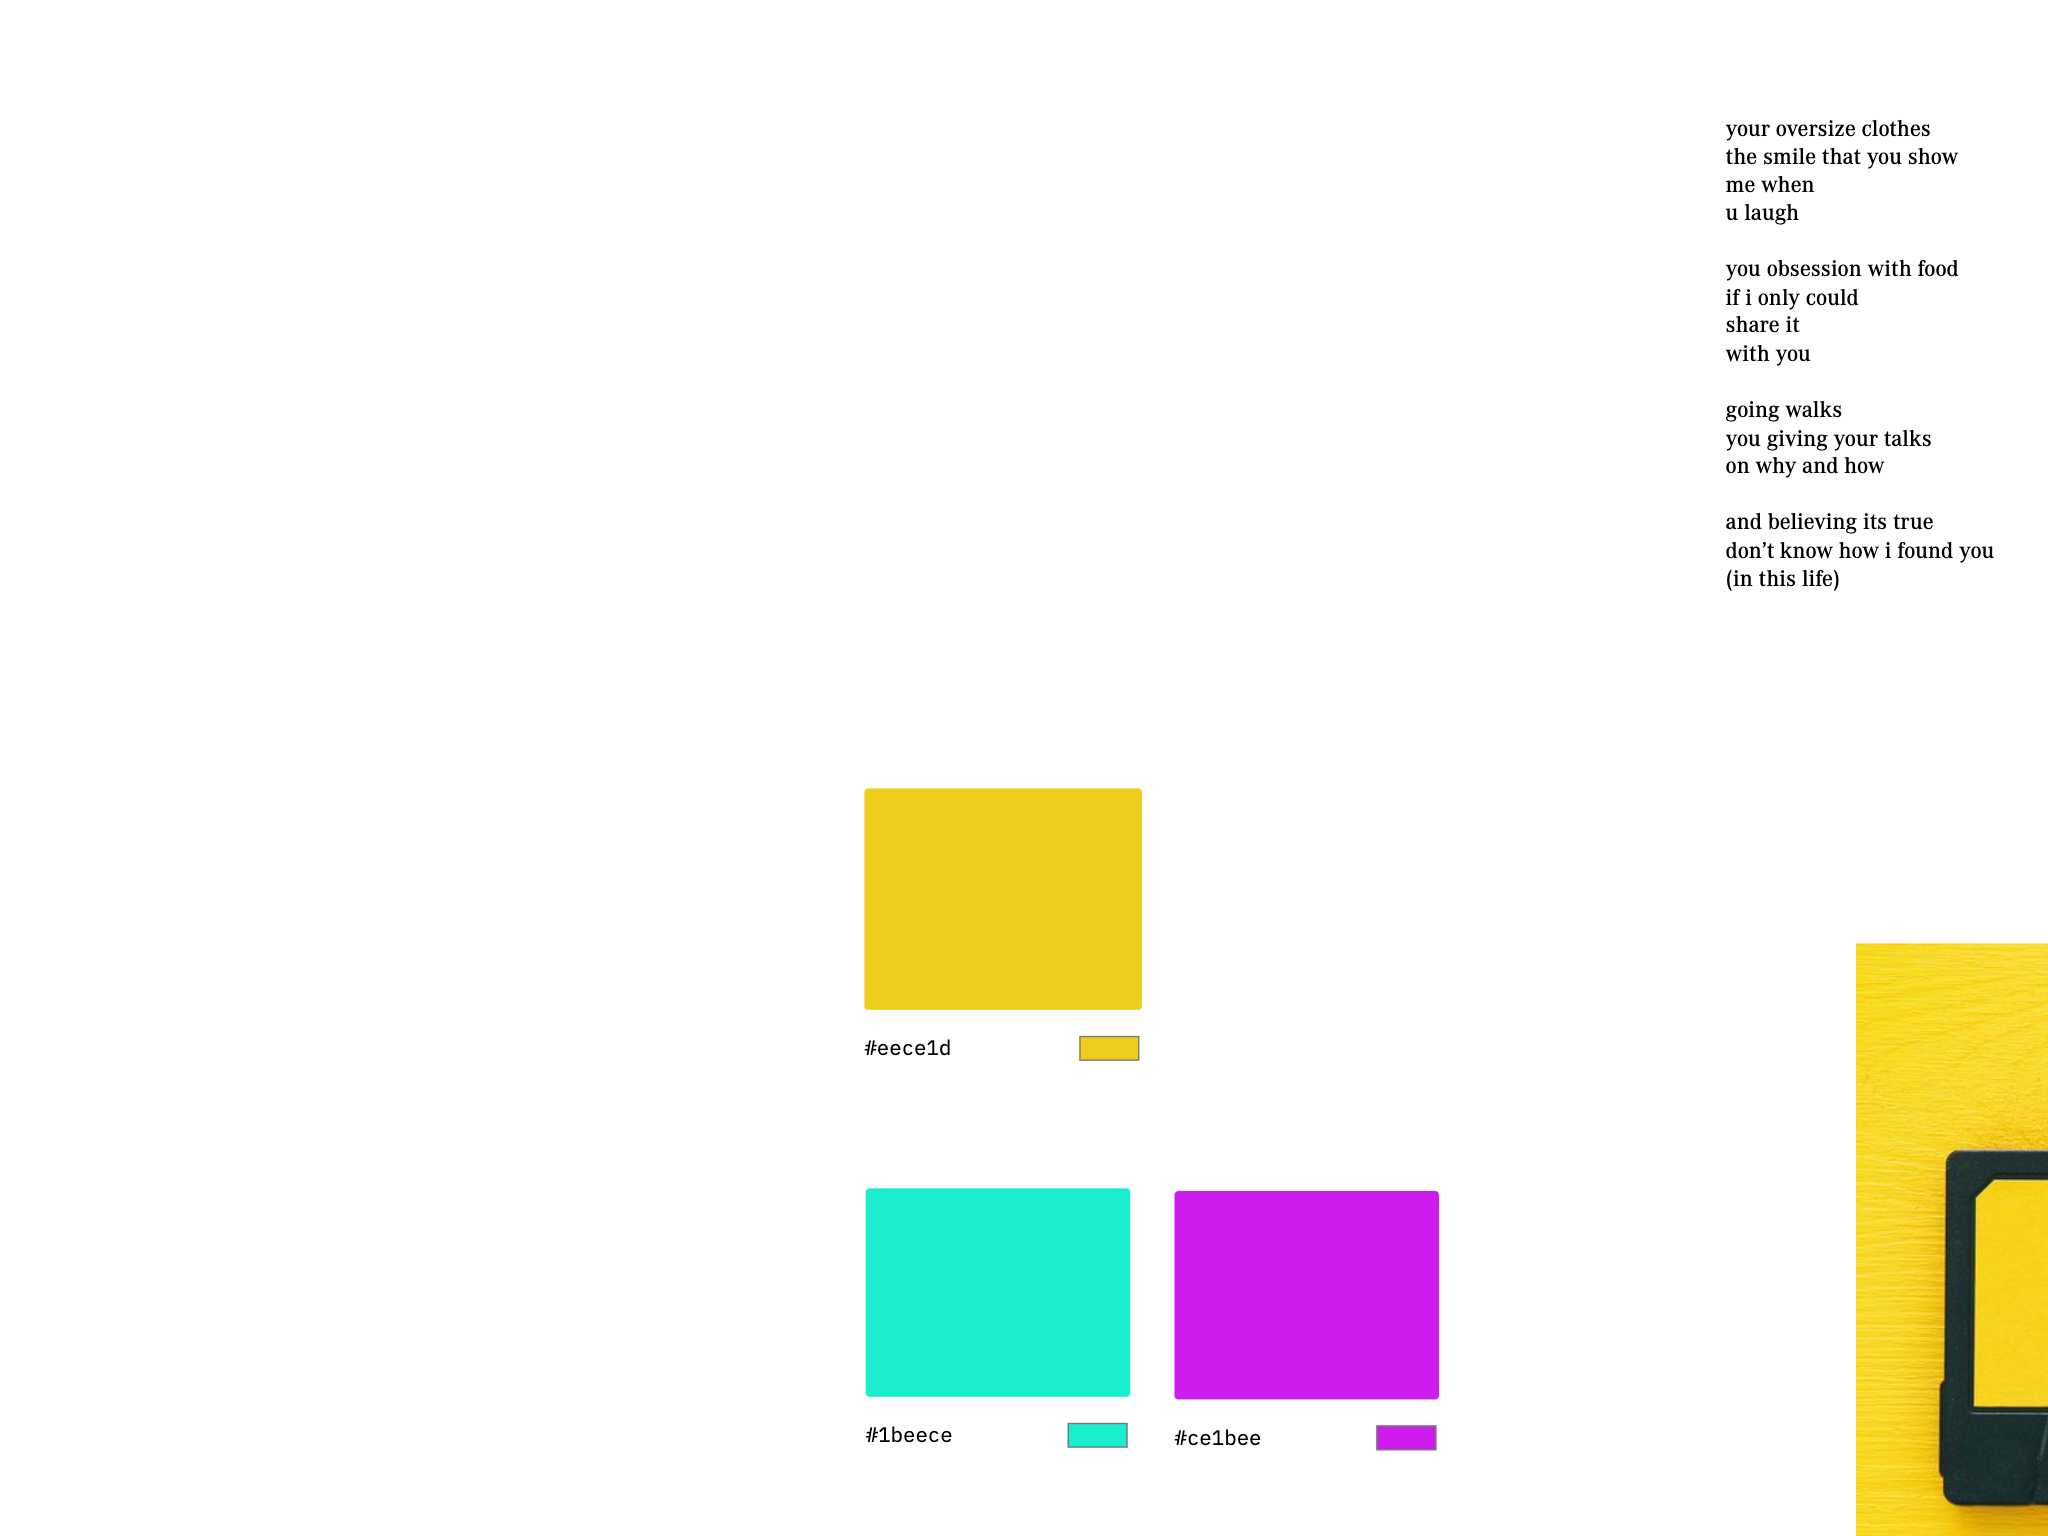 your oversize clothes
the smile that you show
me when
u laugh
you obsession with food
if i only could
share it
with you
going walks
you giving your talks
on why and how
and believing its true
don’t know how i found you
(in this life)
#eece1d
#1beece
#ce1bee